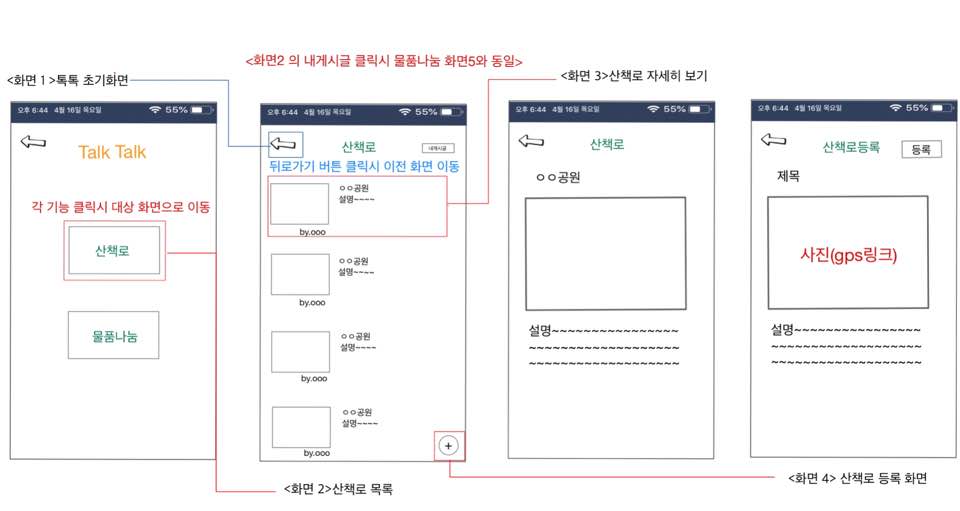 <화면2 의 내게시글 클릭시 물품나눔 화면5와 동일>
<화면 1>톡톡 초기화면
<화면 3>산책로 자세히 보기
오후 6:44 4월 16일 목요일 55%
Talk Talk
각 기능 클릭시 대상 화면으로 이동
산책로
물품나눔
오후 6:44 4월 16일 목요일 55%
산책로
내게시글
뒤로가기 버튼 클릭시 이전 화면 이동
ㅇㅇ공원
설명~~~~
by.ooo
ㅇㅇ공원
설명~~~~
by.ooo
ㅇㅇ공원
설명~~~~
by.ooo
ㅇㅇ공원
설명~~~~
by.ooo
+
오후 6:44 4월 16일 목요일 55%
산책로
ㅇㅇ공원
설명~~~~~~~~~~~~~~~~
~~~~~~~~~~~~~~~~~~~
~~~~~~~~~~~~~~~~~~~
오후 6:44 4월 16일 목요일 55%
산책로등록
등록
제목
사진(gps링크)
설명~~~~~~~~~~~~~~~~
~~~~~~~~~~~~~~~~~~~
~~~~~~~~~~~~~~~~~~~
<화면 2>산책로 목록
<화면 4> 산책로 등록 화면